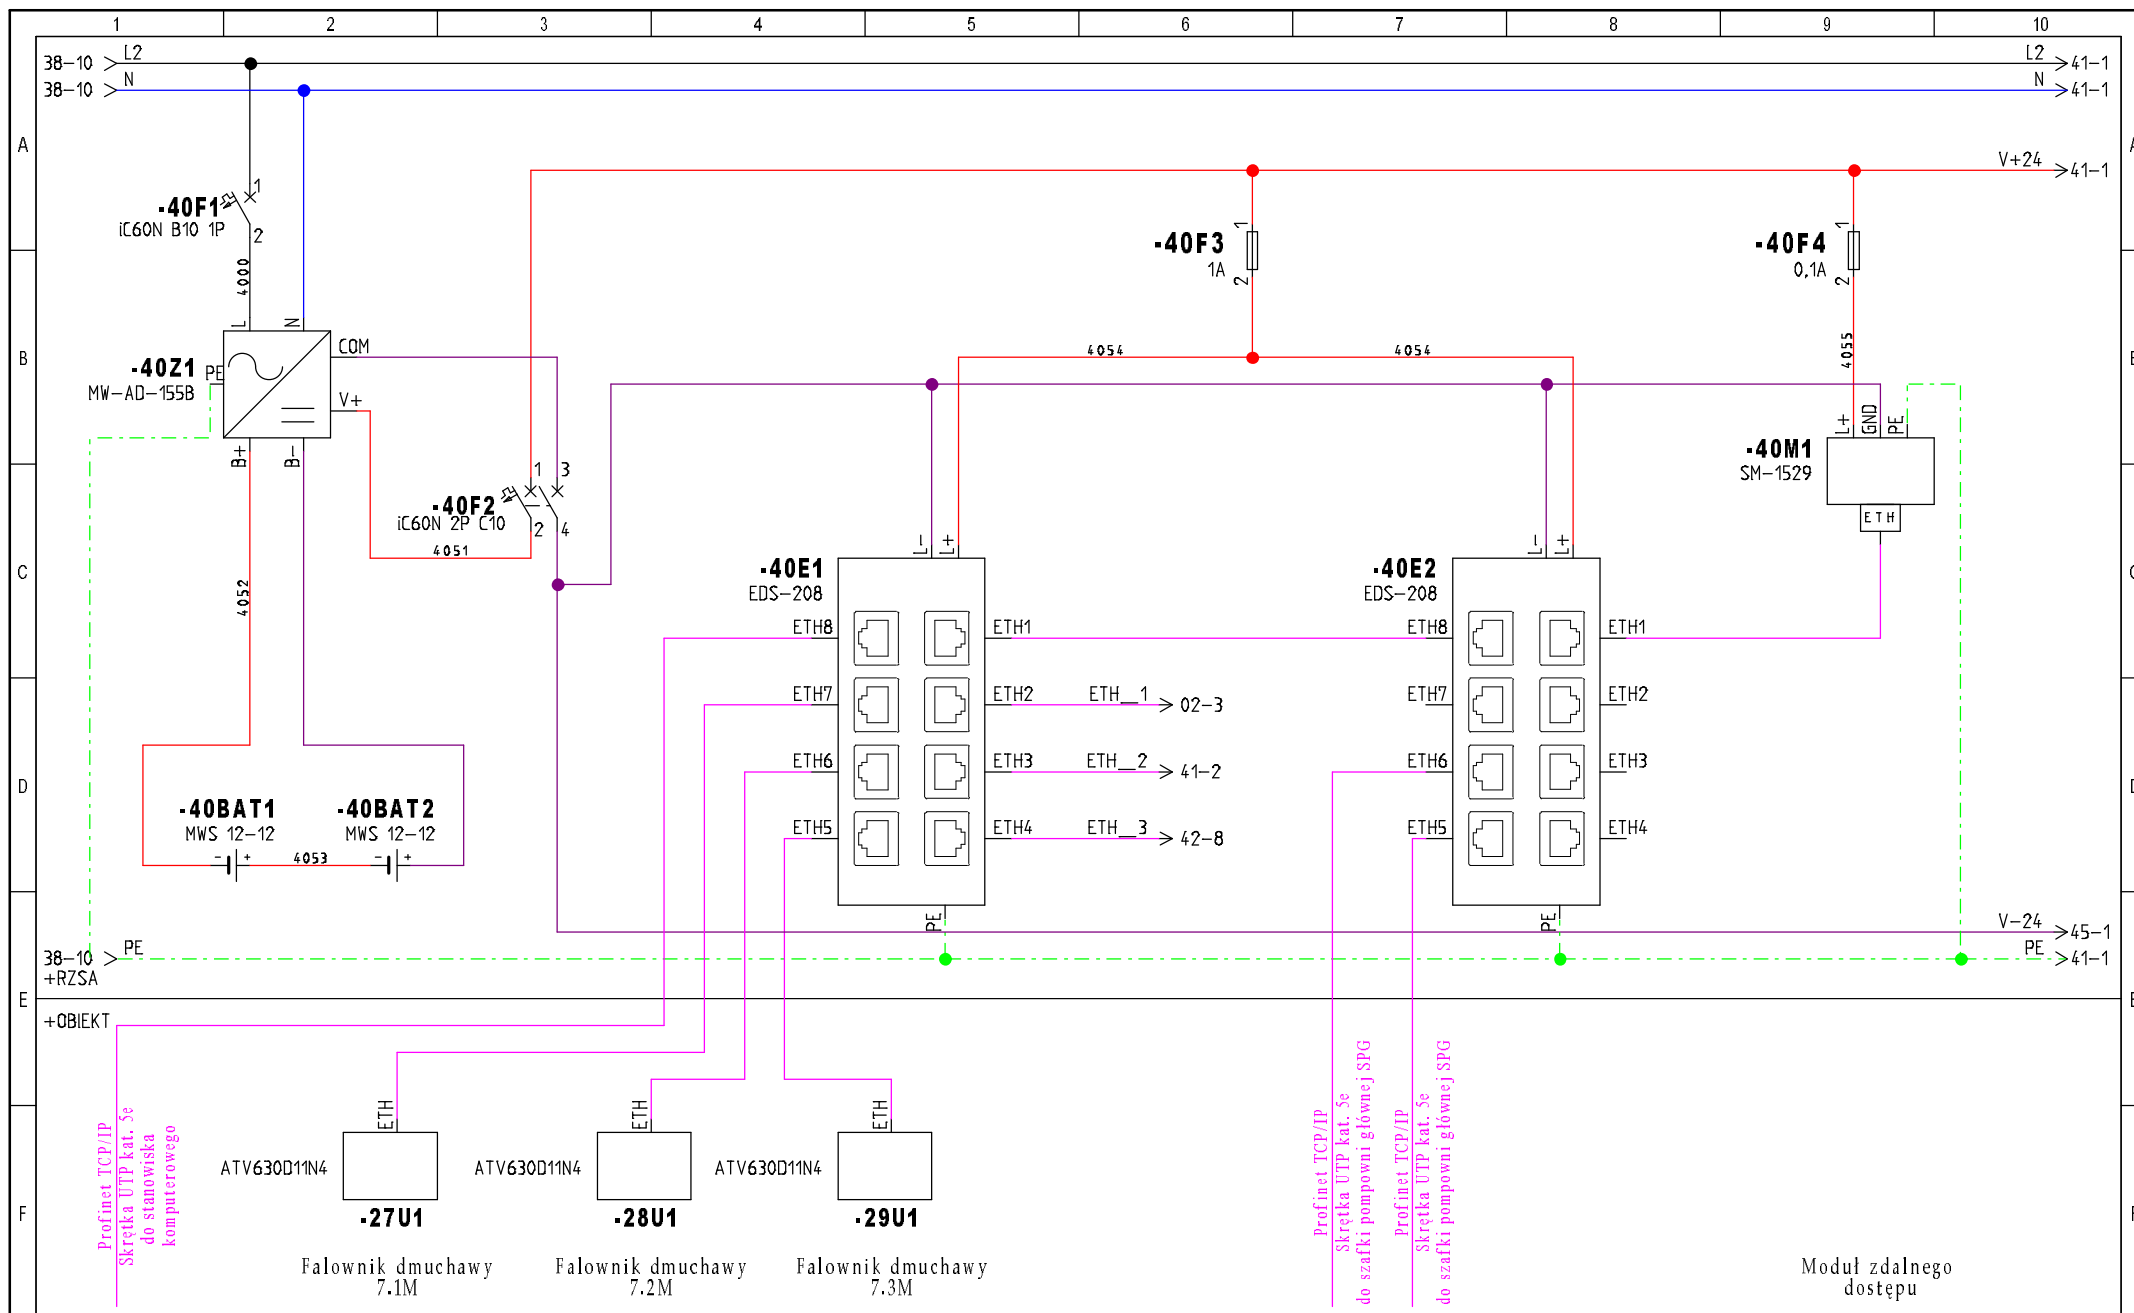 1 2 3 4 5 6 7 8 9 10
38-10 L2 L2 41-1
38-10 N N 41-1
A
V+24 41-1
-40F1
iC60N B10 1P
1
2
4000
-40F3
1A
1
2
-40F4
0,1A
1
2
B
-40Z1
MW-AD-155B
PE
L
N
COM
V+
B+
B-
4054
4054
4055
L+
GND
PE
-40M1
SM-1529
ETH
-40F2
iC60N 2P C10
1
3
2
4
4051
C
4052
-40E1
EDS-208
L-
L+
-40E2
EDS-208
L-
L+
ETH8 ETH1
ETH8 ETH1
ETH7 ETH2 ETH__1 02-3
ETH7 ETH2
D
ETH6 ETH3 ETH__2 41-2
ETH6 ETH3
ETH5 ETH4 ETH__3 42-8
ETH5 ETH4
-40BAT1
MWS 12-12
- +
4053
-40BAT2
MWS 12-12
- +
PE
PE
V-24 45-1
38-10 PE PE 41-1
+RZSA
E
+OBIEKT
Profinet TCP/IP
Skrętka UTP kat. 5e
do stanowiska
komputerowego
ETH
ATV630D11N4
-27U1
Falownik dmuchawy
7.1M
ETH
ATV630D11N4
-28U1
Falownik dmuchawy
7.2M
ETH
ATV630D11N4
-29U1
Falownik dmuchawy
7.3M
Profinet TCP/IP
Skrętka UTP kat. 5e
do szafki pompowni głównej SPG
Profinet TCP/IP
Skrętka UTP kat. 5e
do szafki pompowni głównej SPG
F
Moduł zdalnego
dostępu